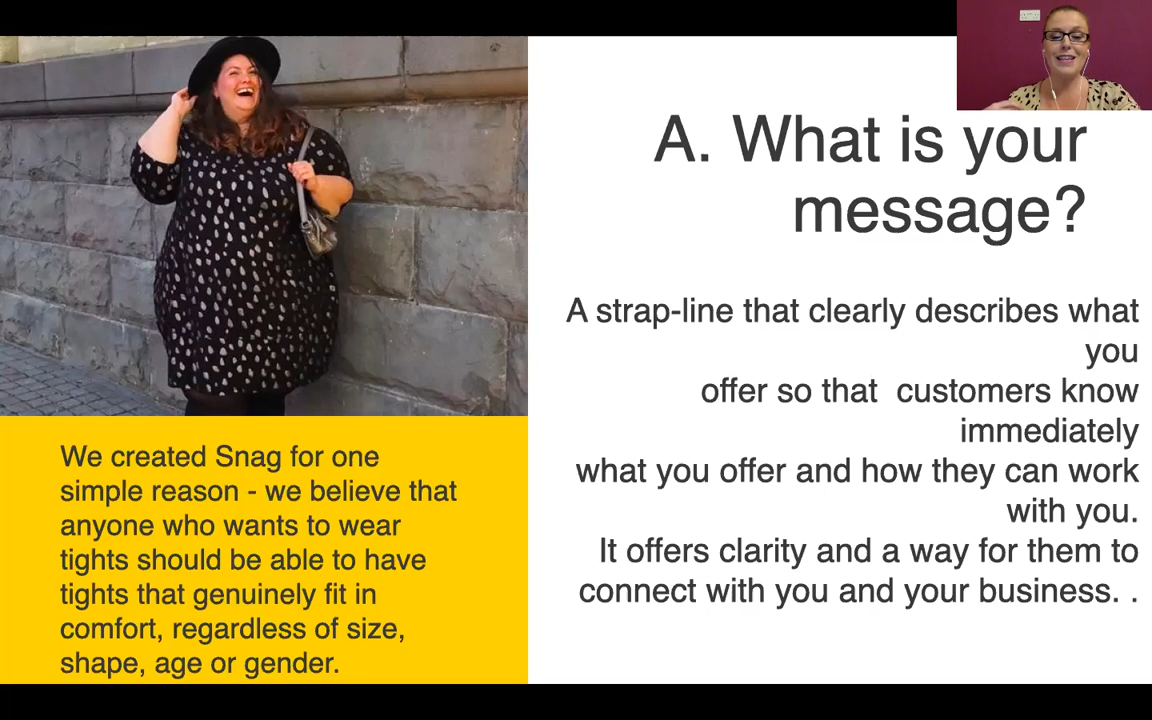 A. What is your
message?
A strap-line that clearly describes what
you
offer so that  customers know
immediately
what you offer and how they can work
with you.
It offers clarity and a way for them to
connect with you and your business. .
We created Snag for one
simple reason - we believe that
anyone who wants to wear
tights should be able to have
tights that genuinely fit in
comfort, regardless of size,
shape, age or gender.